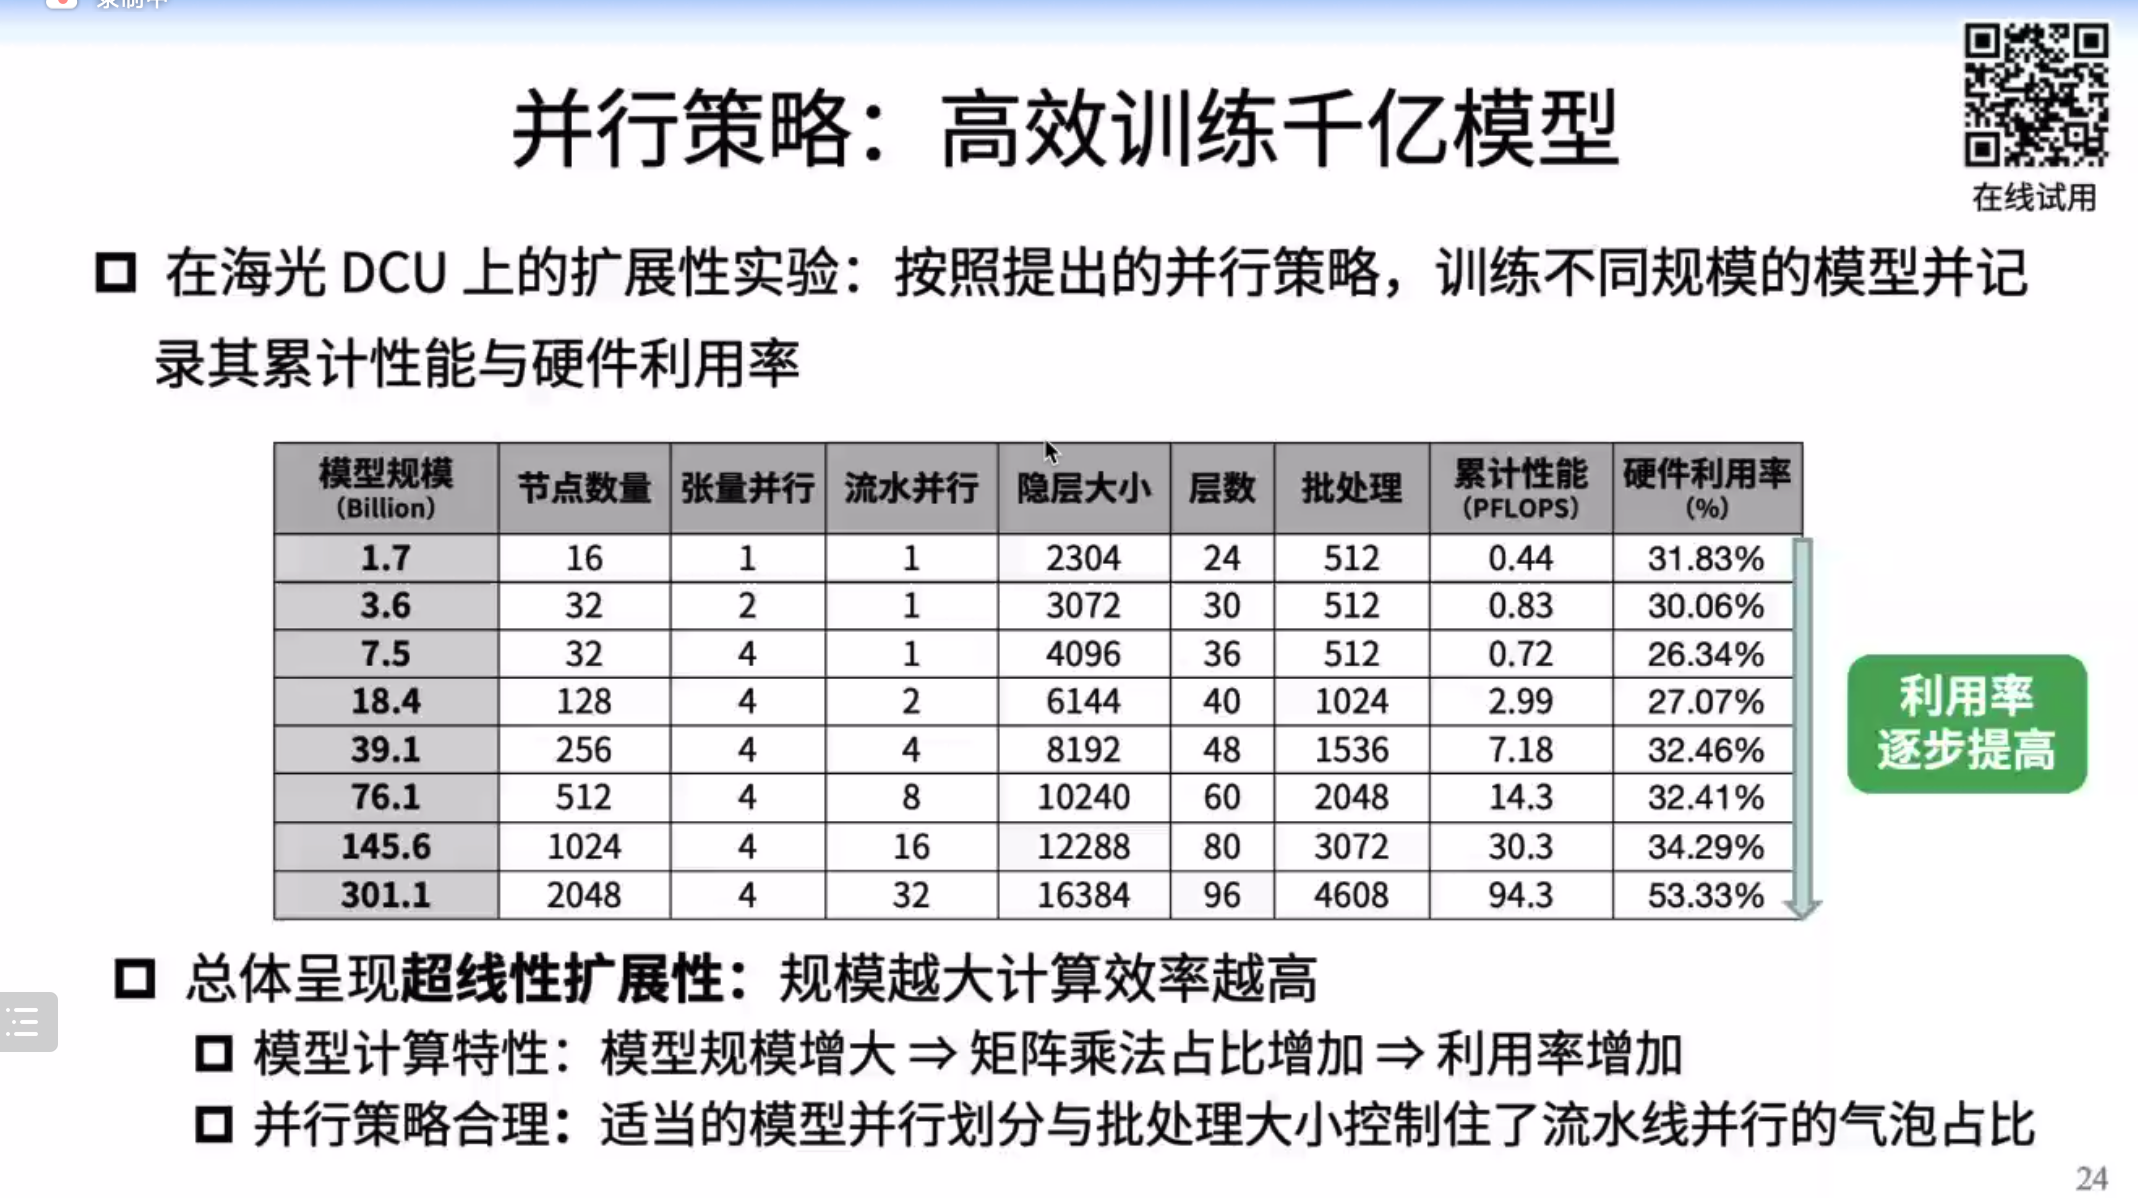 并行策略：高效训练千亿模型
在线试用
在海光 DCU 上的扩展性实验：按照提出的并行策略，训练不同规模的模型并记
录其累计性能与硬件利用率
模型规模 (Billion) 节点数量 张量并行 流水并行 隐层大小 层数 批处理 累计性能 (PFLOPS) 硬件利用率 (%)
1.7 16 1 1 2304 24 512 0.44 31.83%
3.6 32 2 1 3072 30 512 0.83 30.06%
7.5 32 4 1 4096 36 512 0.72 26.34%
18.4 128 4 2 6144 40 1024 2.99 27.07%
39.1 256 4 4 8192 48 1536 7.18 32.46%
76.1 512 4 8 10240 60 2048 14.3 32.41%
145.6 1024 4 16 12288 80 3072 30.3 34.29%
301.1 2048 4 32 16384 96 4608 94.3 53.33%
利用率
逐步提高
总体呈现超线性扩展性：规模越大计算效率越高
模型计算特性：模型规模增大 ⇒ 矩阵乘法占比增加 ⇒ 利用率增加
并行策略合理：适当的模型并行划分与批处理大小控制住了流水线并行的气泡占比
24